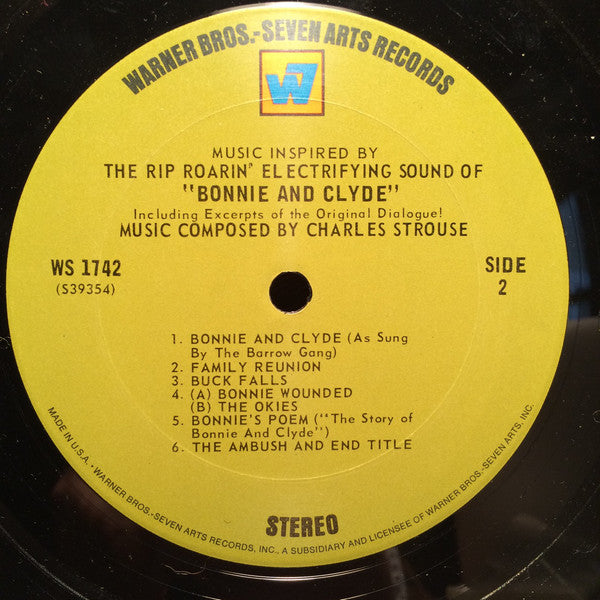 WARNER BROS.-SEVEN ARTS RECORDS
W7
MUSIC INSPIRED BY
THE RIP ROARIN' ELECTRIFYING SOUND OF
"BONNIE AND CLYDE"
Including Excerpts of the Original Dialogue!
MUSIC COMPOSED BY CHARLES STROUSE
WS 1742
(S39354)
SIDE
2
1. BONNIE AND CLYDE (As Sung
By The Barrow Gang)
2. FAMILY REUNION
3. BUCK FALLS
4. (A) BONNIE WOUNDED
(B) THE OKIES
5. BONNIE'S POEM ("The Story of
Bonnie And Clyde")
6. THE AMBUSH AND END TITLE
STEREO
MADE IN U.S.A. - WARNER BROS.-SEVEN ARTS RECORDS, INC., A SUBSIDIARY AND LICENSEE OF WARNER BROS.-SEVEN ARTS, INC.